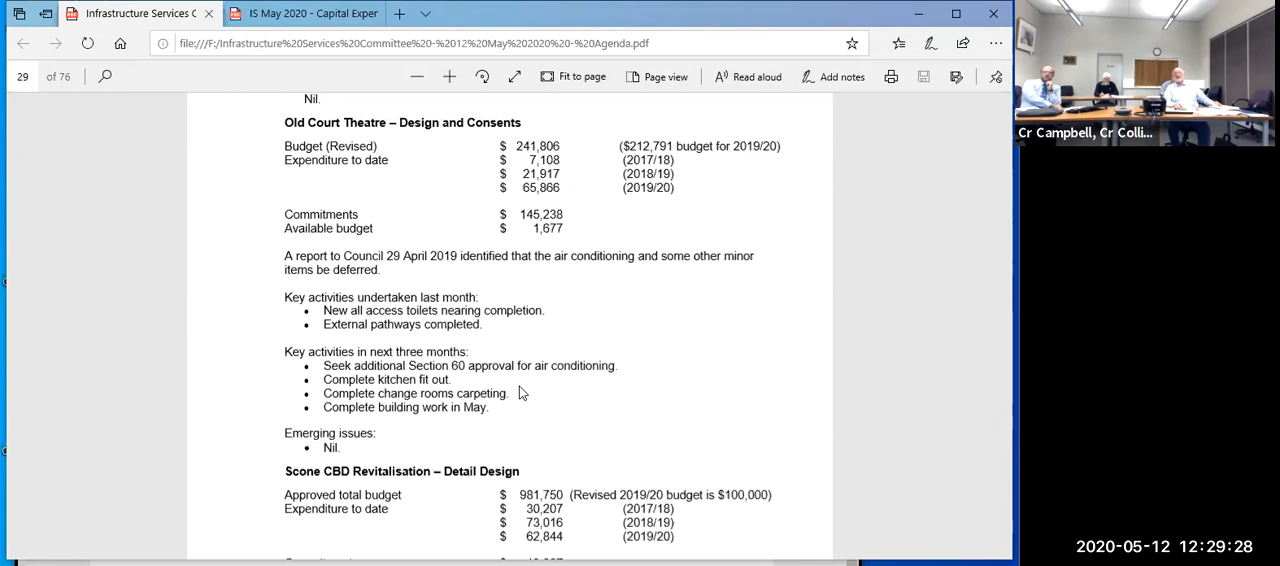 Infrastructure Services C
IS May 2020 - Capital Exper
file:///F:/Infrastructure%20Services%20Committee%20-%2012%20May%202020%20-%20Agenda.pdf
29 of 76
Fit to page
Page view
Read aloud
Add notes
Nil.
Old Court Theatre – Design and Consents
Budget (Revised) $ 241,806 ($212,791 budget for 2019/20)
Expenditure to date $ 7,108 (2017/18)
$ 21,917 (2018/19)
$ 65,866 (2019/20)
Commitments $ 145,238
Available budget $ 1,677
A report to Council 29 April 2019 identified that the air conditioning and some other minor
items be deferred.
Key activities undertaken last month:
• New all access toilets nearing completion.
• External pathways completed.
Key activities in next three months:
• Seek additional Section 60 approval for air conditioning.
• Complete kitchen fit out.
• Complete change rooms carpeting.
• Complete building work in May.
Emerging issues:
• Nil.
Scone CBD Revitalisation – Detail Design
Approved total budget $ 981,750 (Revised 2019/20 budget is $100,000)
Expenditure to date $ 30,207 (2017/18)
$ 73,016 (2018/19)
$ 62,844 (2019/20)
Cr Campbell, Cr Colli...
2020-05-12 12:29:28